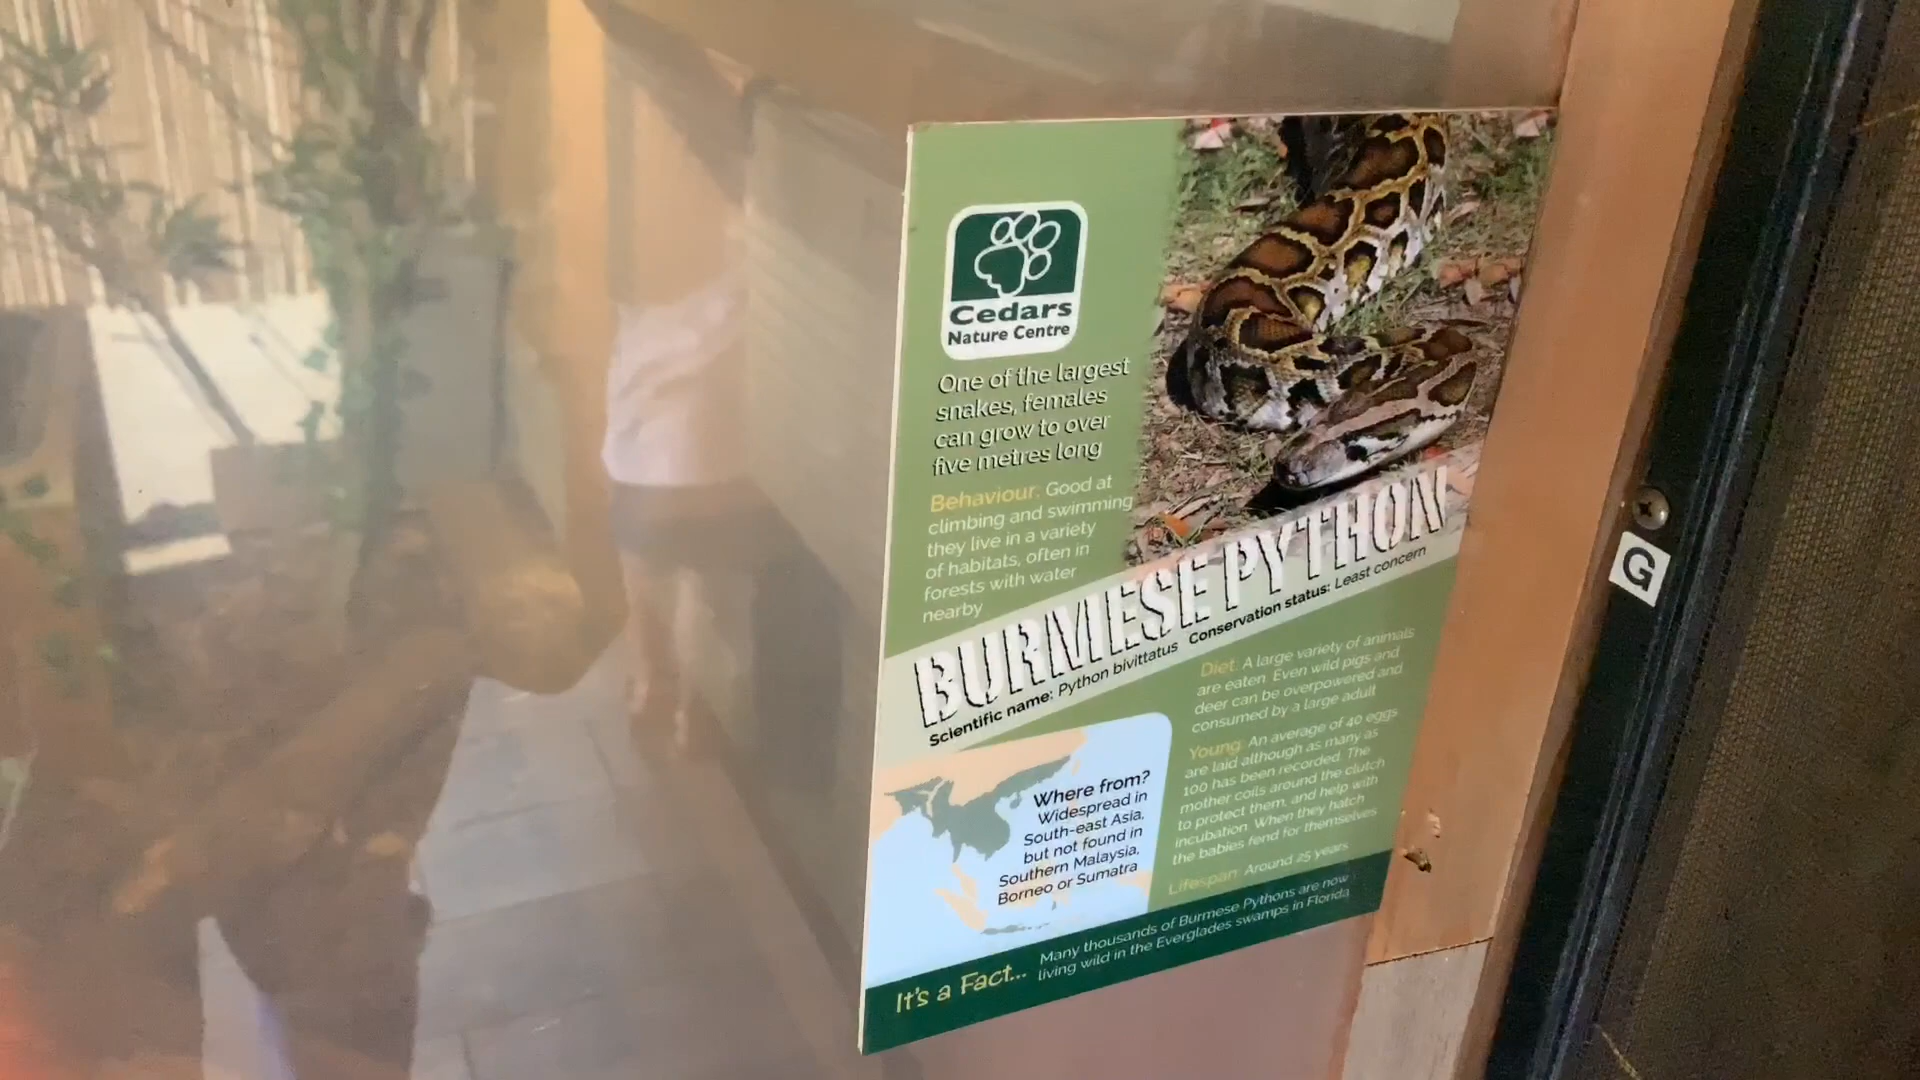 Cedars
Nature Centre
One of the largest
snakes, females
can grow to over
five metres long
Behaviour: Good at
climbing and swimming
they live in a variety
of habitats, often in
forests with water
nearby
BURMESE PYTHON
Scientific name: Python bivittatus Conservation status: Least concern
Diet: A large variety of animals
are eaten. Even wild pigs and
deer can be overpowered and
consumed by a large adult
Young: An average of 40 eggs
are laid although as many as
100 has been recorded. The
mother coils around the clutch
to protect them, and help with
incubation. When they hatch
the babies fend for themselves
Lifespan: Around 25 years
Where from?
Widespread in
South-east Asia,
but not found in
Southern Malaysia,
Borneo or Sumatra
It's a Fact...
Many thousands of Burmese Pythons are now
living wild in the Everglades swamps in Florida
G